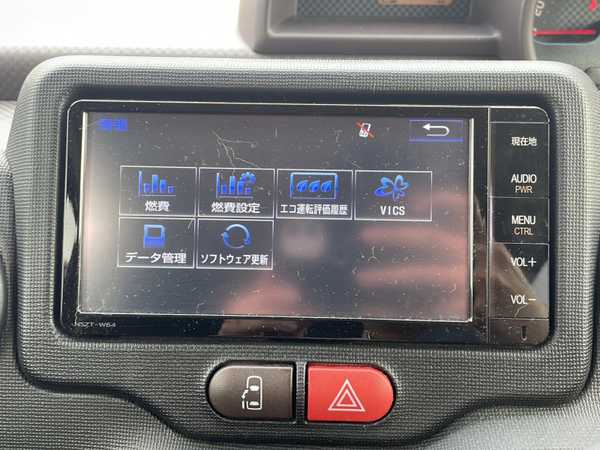 情報
燃費
燃費設定
エコ運転評価履歴
VICS
データ管理
ソフトウェア更新
現在地
AUDIO
PWR
MENU
CTRL
VOL+
VOL−
NSZT-W64